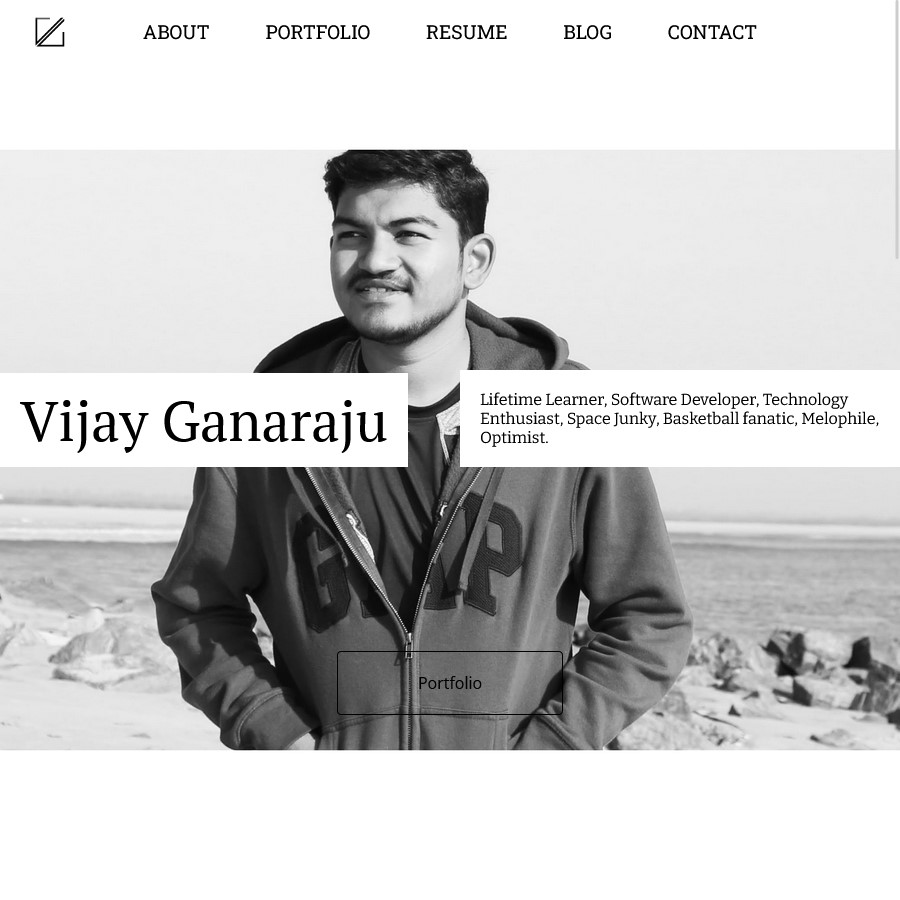 ABOUT PORTFOLIO RESUME BLOG CONTACT
Vijay Ganaraju
Lifetime Learner, Software Developer, Technology
Enthusiast, Space Junky, Basketball fanatic, Melophile,
Optimist.
GAP
Portfolio